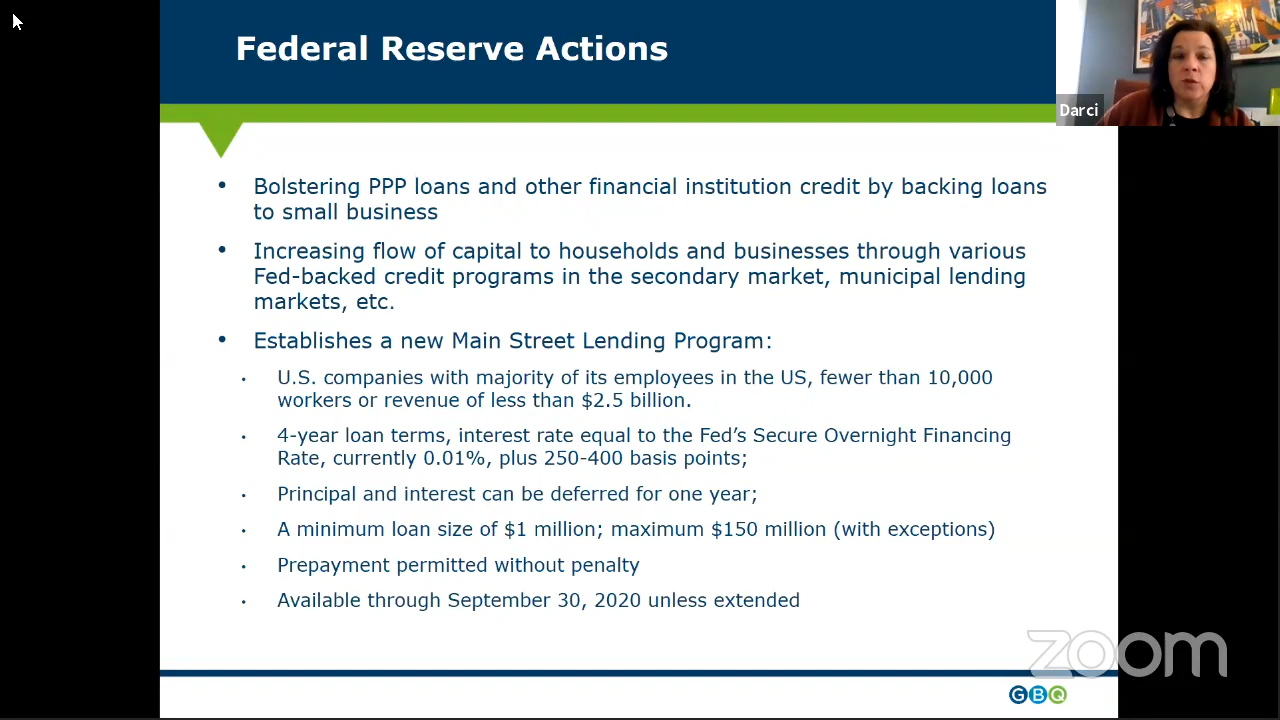 Federal Reserve Actions
Darci
• Bolstering PPP loans and other financial institution credit by backing loans
to small business
• Increasing flow of capital to households and businesses through various
Fed-backed credit programs in the secondary market, municipal lending
markets, etc.
• Establishes a new Main Street Lending Program:
• U.S. companies with majority of its employees in the US, fewer than 10,000
workers or revenue of less than $2.5 billion.
• 4-year loan terms, interest rate equal to the Fed’s Secure Overnight Financing
Rate, currently 0.01%, plus 250-400 basis points;
• Principal and interest can be deferred for one year;
• A minimum loan size of $1 million; maximum $150 million (with exceptions)
• Prepayment permitted without penalty
• Available through September 30, 2020 unless extended
zoom
GBQ